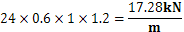 24 × 0.6 × 1 × 1.2 = 17.28kN
m